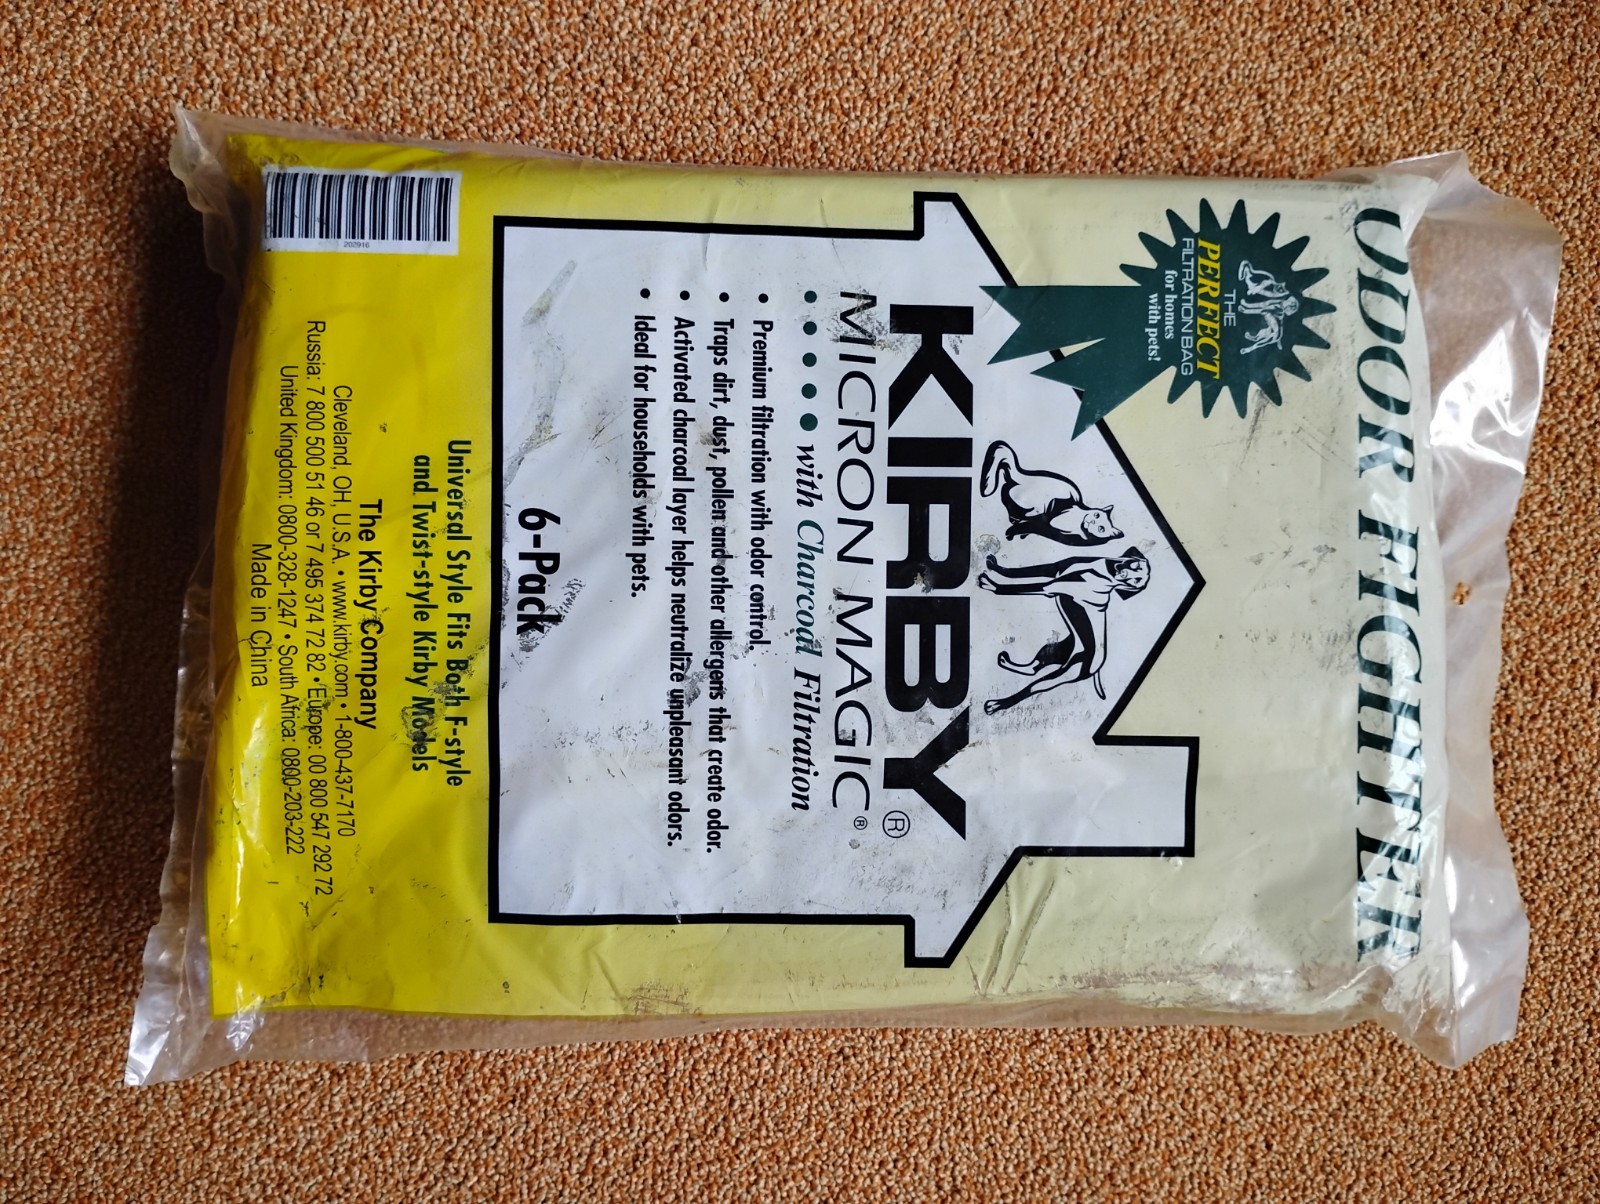 ODOR FIGHTER
THE
PERFECT
FILTRATION BAG
for homes
with pets!
KIRBY®
MICRON MAGIC®
with Charcoal Filtration
• Premium filtration with odor control.
• Traps dirt, dust, pollen and other allergens that create odor.
• Activated charcoal layer helps neutralize unpleasant odors.
• Ideal for households with pets.
6-Pack
Universal Style Fits Both F-style
and Twist-style Kirby Models
The Kirby Company
Cleveland, OH, U.S.A. • www.kirby.com • 1-800-437-7170
Russia: 7 800 500 51 46 or 7 495 374 72 82 • Europe: 00 800 547 292 72
United Kingdom: 0800-328-1247 • South Africa: 0800-203-222
Made in China
202916